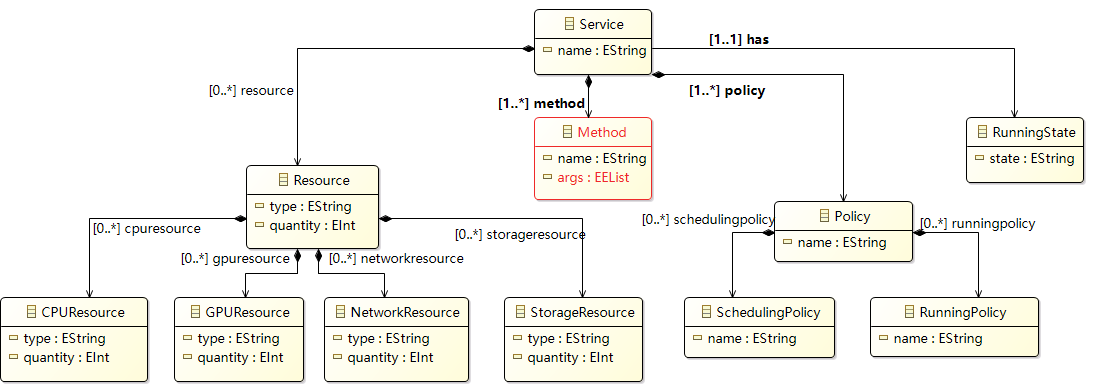 Service
name : EString
[1..1] has
[0..*] resource
[1..*] method
[1..*] policy
Method
name : EString
args : EEList
RunningState
state : EString
Resource
type : EString
quantity : EInt
[0..*] cpuresource
[0..*] gpuresource
[0..*] networkresource
[0..*] storageresource
[0..*] schedulingpolicy
Policy
name : EString
[0..*] runningpolicy
CPUResource
type : EString
quantity : EInt
GPUResource
type : EString
quantity : EInt
NetworkResource
type : EString
quantity : EInt
StorageResource
type : EString
quantity : EInt
SchedulingPolicy
name : EString
RunningPolicy
name : EString